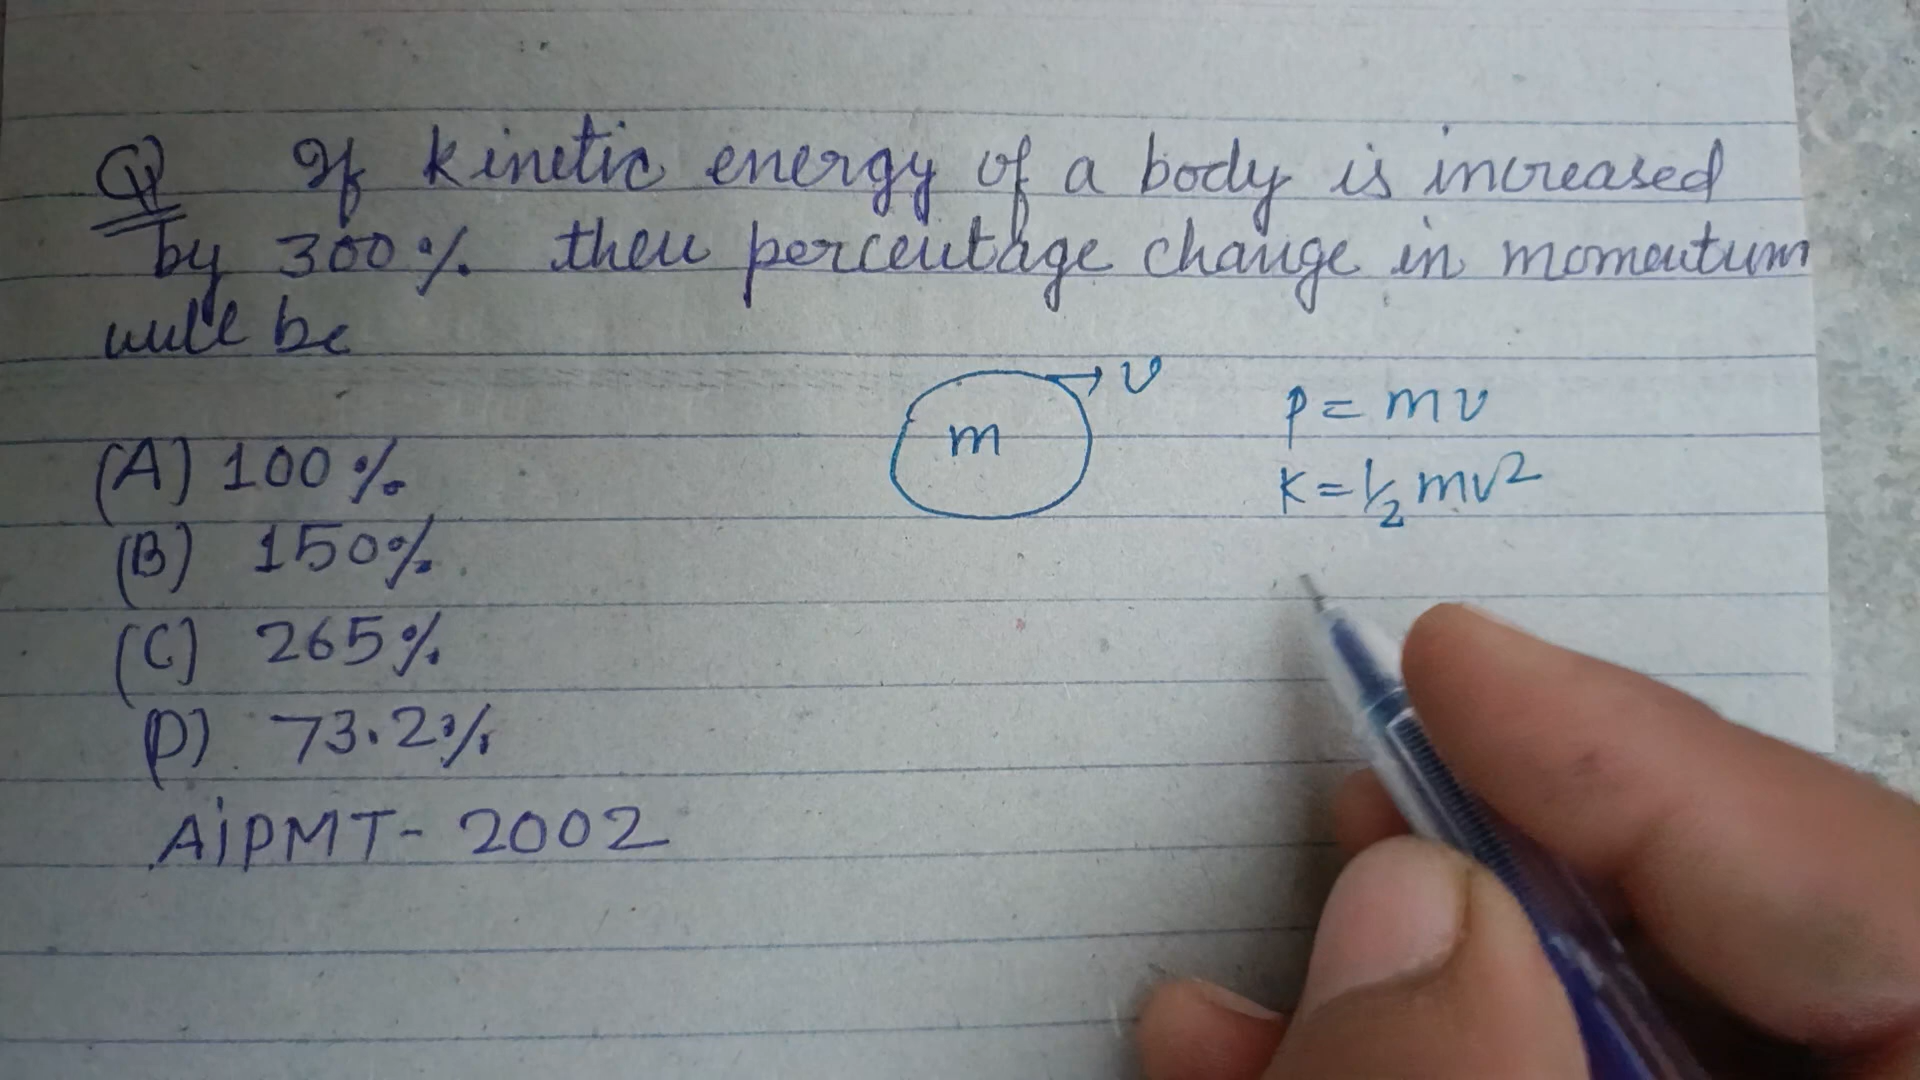 Q If kinetic energy of a body is increased
by 300% then percentage change in momentum
will be
(A) 100%
(B) 150%
(C) 265%
D) 73.2%
AiPMT- 2002
m
v
p = mv
K = 1/2 mv²